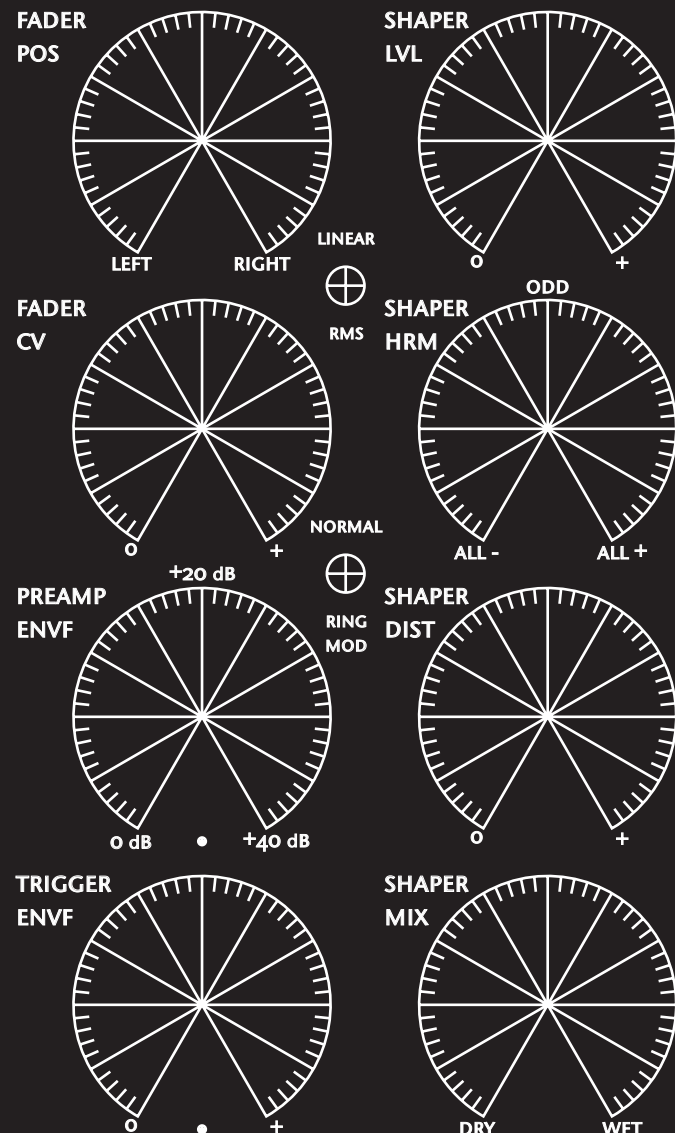 FADER
POS
LEFT
RIGHT
SHAPER
LVL
0
+
LINEAR
RMS
FADER
CV
0
+
ODD
SHAPER
HRM
ALL -
ALL +
NORMAL
RING
MOD
+20 dB
PREAMP
ENVF
0 dB
+40 dB
SHAPER
DIST
0
+
TRIGGER
ENVF
0
+
SHAPER
MIX
DRY
WET